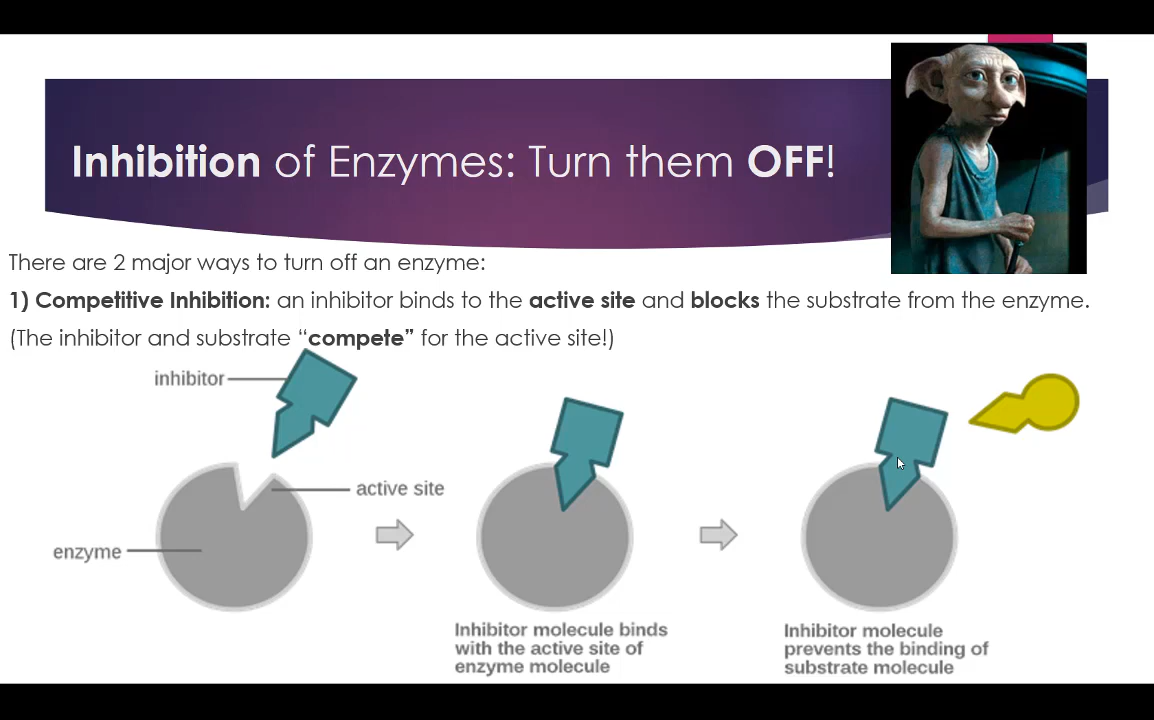 Inhibition of Enzymes: Turn them OFF!
There are 2 major ways to turn off an enzyme:
1) Competitive Inhibition: an inhibitor binds to the active site and blocks the substrate from the enzyme.
(The inhibitor and substrate “compete” for the active site!)
inhibitor
active site
enzyme
Inhibitor molecule binds
with the active site of
enzyme molecule
Inhibitor molecule
prevents the binding of
substrate molecule